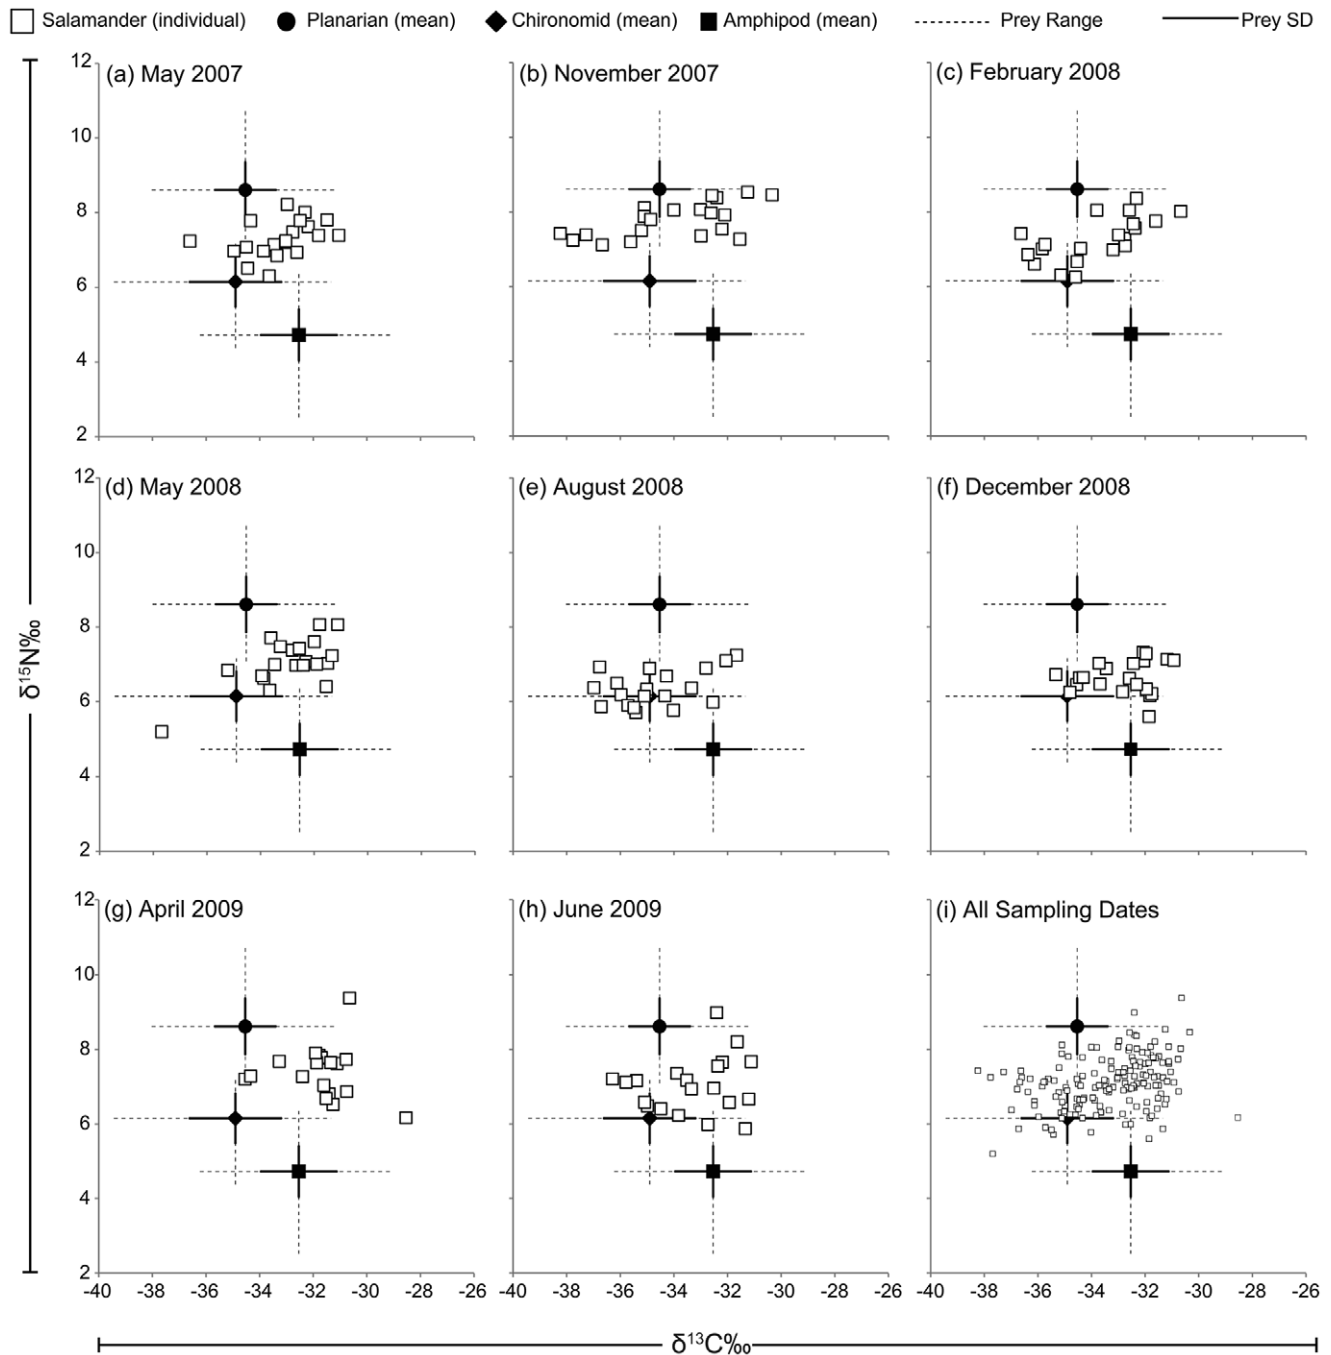 Salamander (individual) Planarian (mean) Chironomid (mean) Amphipod (mean) Prey Range Prey SD
(a) May 2007 (b) November 2007 (c) February 2008
12
10
8
6
4
2
(d) May 2008 (e) August 2008 (f) December 2008
12
10
8
6
4
2
(g) April 2009 (h) June 2009 (i) All Sampling Dates
12
10
8
6
4
2
-40 -38 -36 -34 -32 -30 -28 -26 -38 -36 -34 -32 -30 -28 -26 -40 -38 -36 -34 -32 -30 -28 -26
δ¹⁵N‰
δ¹³C‰